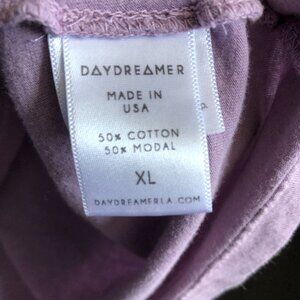 DAYDREAMER
MADE IN
USA
50% COTTON
50% MODAL
XL
DAYDREAMERLA.COM